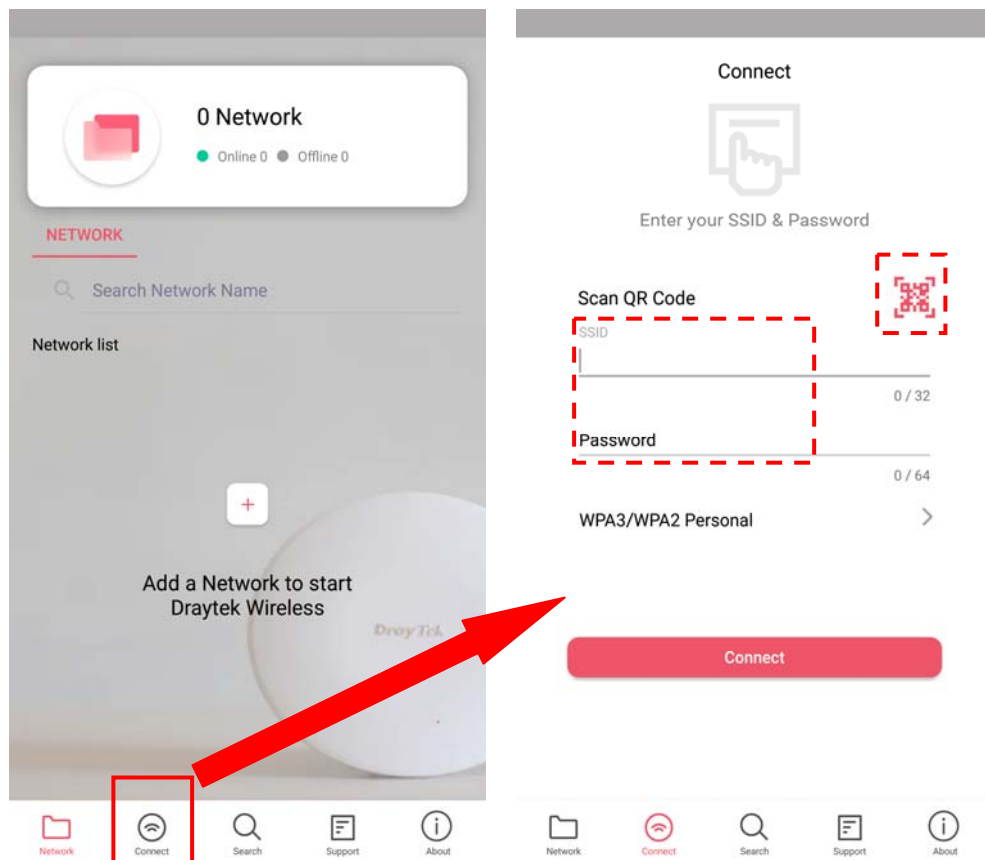 0 Network
Online 0 Offline 0
NETWORK
Search Network Name
Network list
+
Add a Network to start
Draytek Wireless
DrayTek
Network Connect Search Support About
Connect
Enter your SSID & Password
Scan QR Code
SSID
0 / 32
Password
0 / 64
WPA3/WPA2 Personal
Connect
Network Connect Search Support About